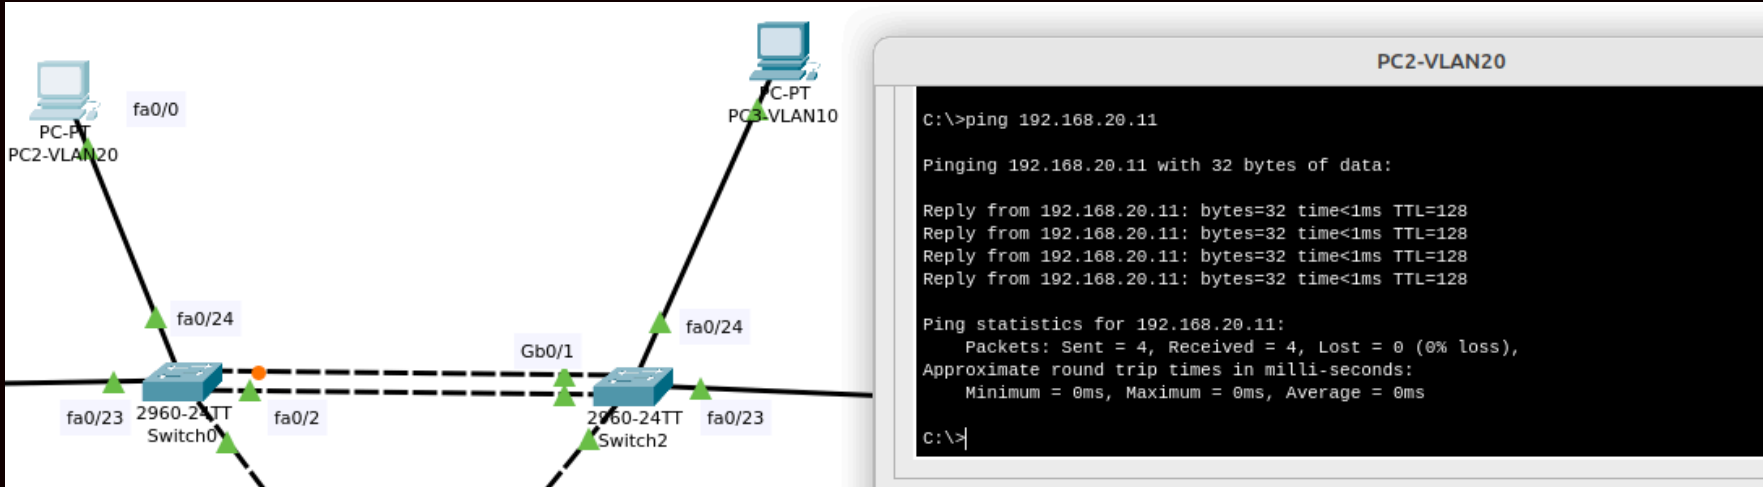 fa0/0
PC-PT
PC2-VLAN20
PC-PT
PC3-VLAN10
fa0/24
fa0/24
Gb0/1
fa0/23
2960-24TT
Switch0
fa0/2
2960-24TT
Switch2
fa0/23
PC2-VLAN20
C:\>ping 192.168.20.11
Pinging 192.168.20.11 with 32 bytes of data:
Reply from 192.168.20.11: bytes=32 time<1ms TTL=128
Reply from 192.168.20.11: bytes=32 time<1ms TTL=128
Reply from 192.168.20.11: bytes=32 time<1ms TTL=128
Reply from 192.168.20.11: bytes=32 time<1ms TTL=128
Ping statistics for 192.168.20.11:
Packets: Sent = 4, Received = 4, Lost = 0 (0% loss),
Approximate round trip times in milli-seconds:
Minimum = 0ms, Maximum = 0ms, Average = 0ms
C:\>